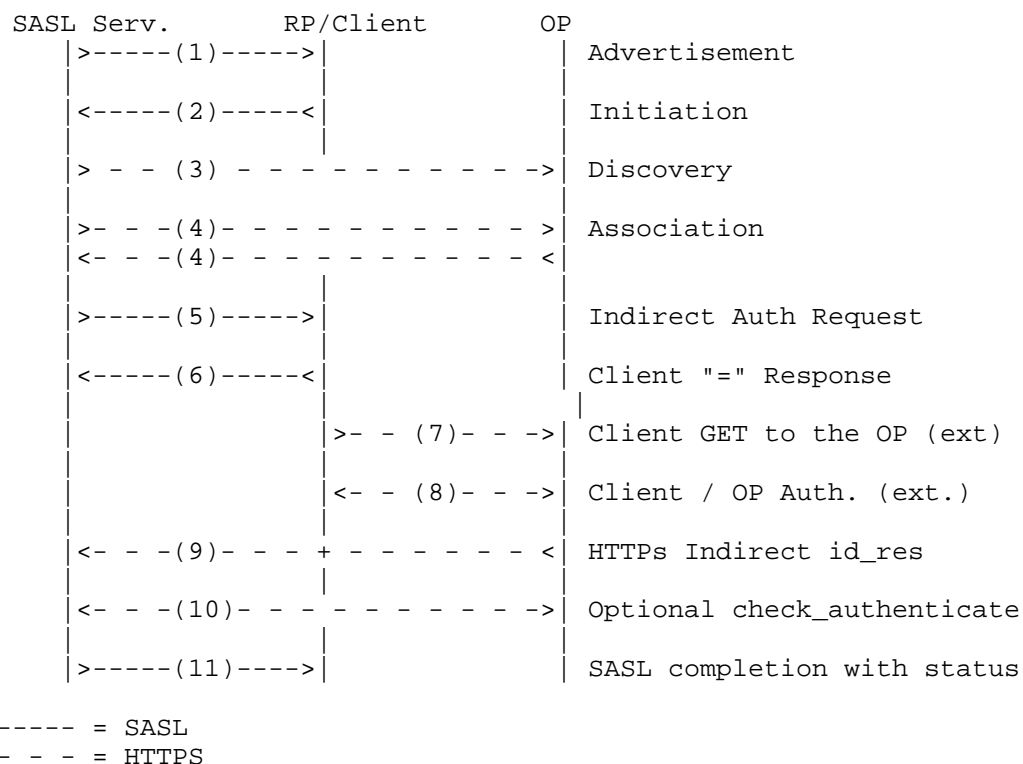 SASL Serv.         RP/Client        OP
    |>-----(1)----->|                | Advertisement
    |               |                |
    |<-----(2)-----<|                | Initiation
    |               |                |
    |> - - (3) - - - - - - - - - - ->| Discovery
    |               |                |
    |>- - -(4)- - - - - - - - - - - >| Association
    |<- - -(4)- - - - - - - - - - - <|
    |               |                |
    |>-----(5)----->|                | Indirect Auth Request
    |               |                |
    |<-----(6)-----<|                | Client "=" Response
    |               |                 |
    |               |>- - (7)- - ->| Client GET to the OP (ext)
    |               |                |
    |               |<- - (8)- - ->| Client / OP Auth. (ext.)
    |               |                |
    |<- - -(9)- - - + - - - - - - - <| HTTPs Indirect id_res
    |               |                |
    |<- - -(10)- - - - - - - - - - ->| Optional check_authenticate
    |               |                |
    |>-----(11)---->|                | SASL completion with status
----- = SASL
- - - = HTTPS